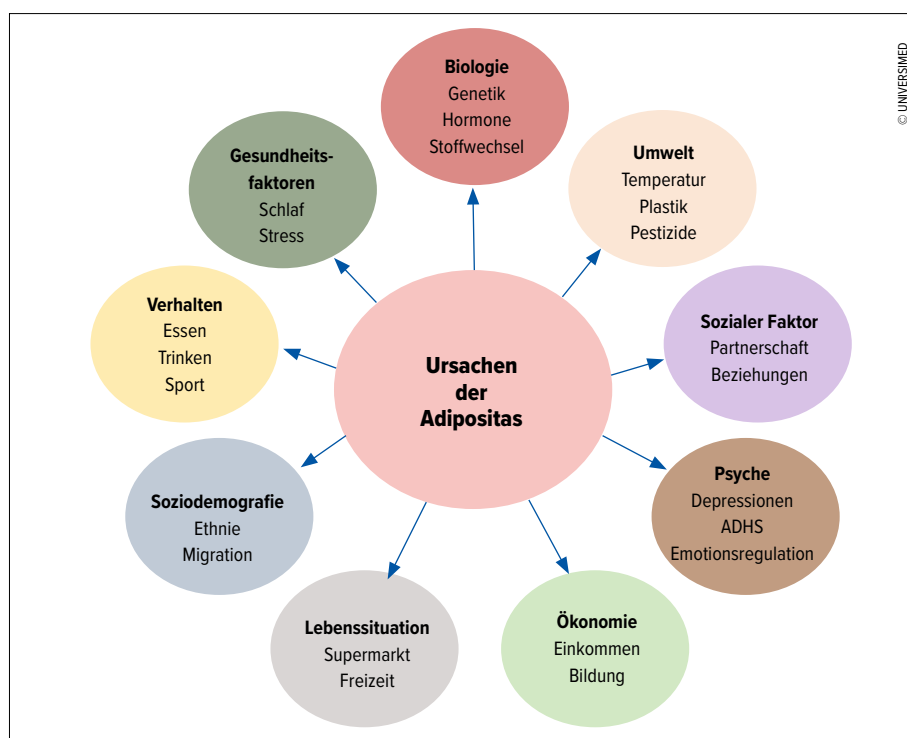 © UNIVERSIMED
Biologie
Genetik
Hormone
Stoffwechsel
Umwelt
Temperatur
Plastik
Pestizide
Sozialer Faktor
Partnerschaft
Beziehungen
Psyche
Depressionen
ADHS
Emotionsregulation
Ökonomie
Einkommen
Bildung
Lebenssituation
Supermarkt
Freizeit
Soziodemografie
Ethnie
Migration
Verhalten
Essen
Trinken
Sport
Gesundheits-
faktoren
Schlaf
Stress
Ursachen
der
Adipositas